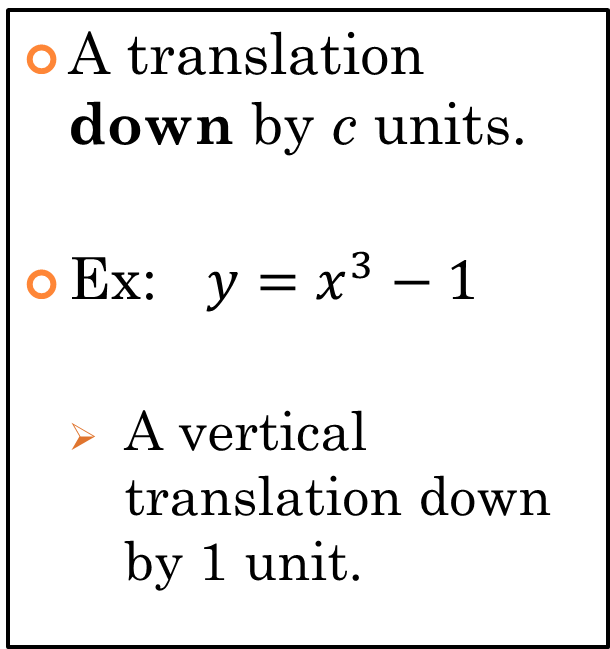 A translation
down by c units.
Ex: y = x³ − 1
A vertical
translation down
by 1 unit.